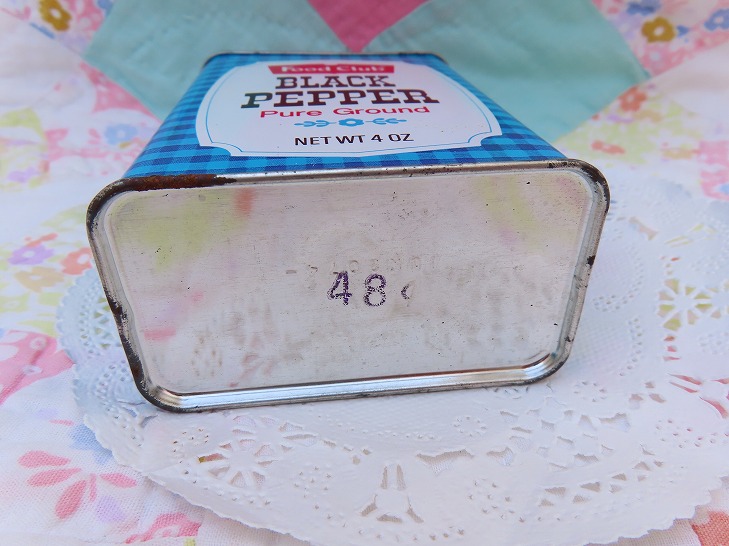 Food Club
BLACK
PEPPER
Pure Ground
NET WT 4 OZ
48¢